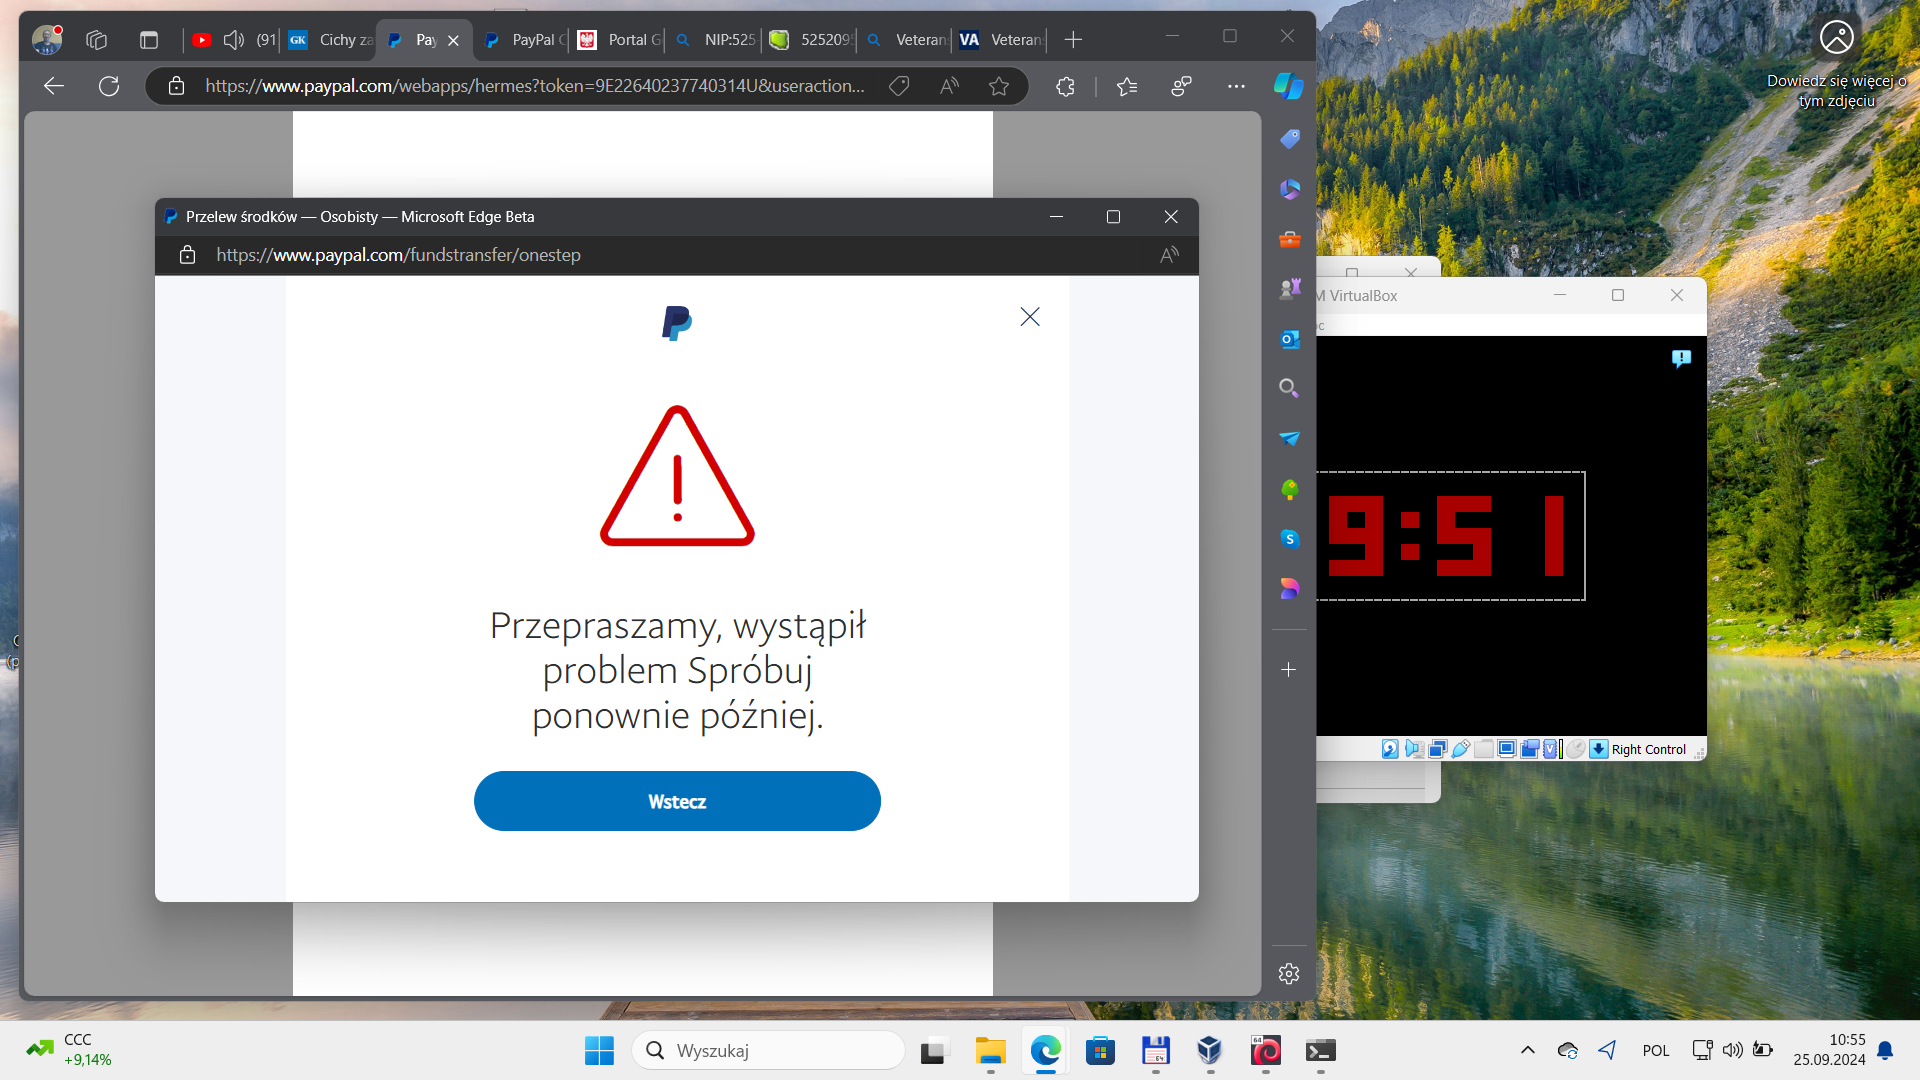 (91
GK
Cichy za
Pay
PayPal C
Portal G
NIP:525
525209
Veteran
VA
Veteran
https://www.paypal.com/webapps/hermes?token=9E22640237740314U&useraction...
Dowiedz się więcej o
tym zdjęciu
Przelew środków — Osobisty — Microsoft Edge Beta
https://www.paypal.com/fundstransfer/onestep
M VirtualBox
Przepraszamy, wystąpił
problem Spróbuj
ponownie później.
Wstecz
9:51
Right Control
CCC
+9,14%
Wyszukaj
64
64
POL
10:55
25.09.2024